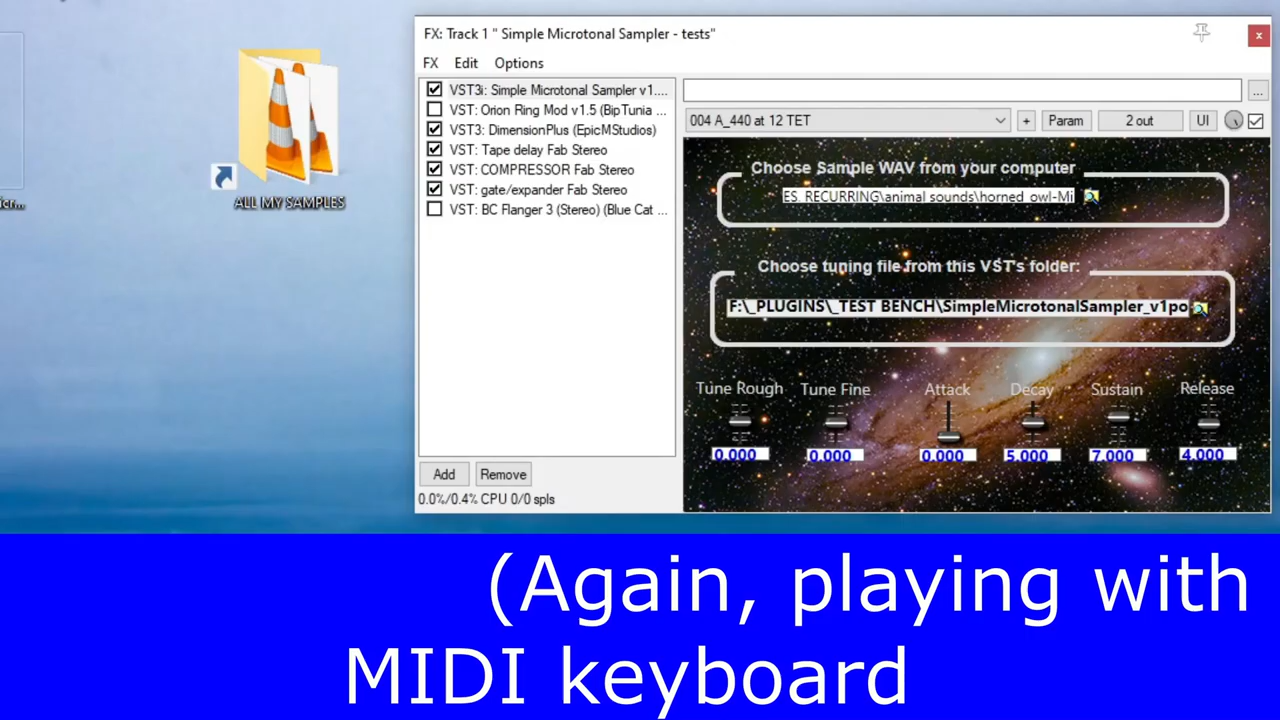 FX: Track 1 " Simple Microtonal Sampler - tests"
FX Edit Options
VST3i: Simple Microtonal Sampler v1....
VST: Orion Ring Mod v1.5 (BipTunia ...
VST3: DimensionPlus (EpicMStudios)
VST: Tape delay Fab Stereo
VST: COMPRESSOR Fab Stereo
VST: gate/expander Fab Stereo
VST: BC Flanger 3 (Stereo) (Blue Cat ...
Add Remove
0.0%/0.4% CPU 0/0 spls
...
004 A_440 at 12 TET + Param 2 out UI
Choose Sample WAV from your computer
ES. RECURRING\animal sounds\horned_owl-Mi
Choose tuning file from this VST's folder:
F:\_PLUGINS\_TEST BENCH\SimpleMicrotonalSampler_v1po
Tune Rough Tune Fine Attack Decay Sustain Release
0.000 0.000 0.000 5.000 7.000 4.000
ALL MY SAMPLES
(Again, playing with
MIDI keyboard